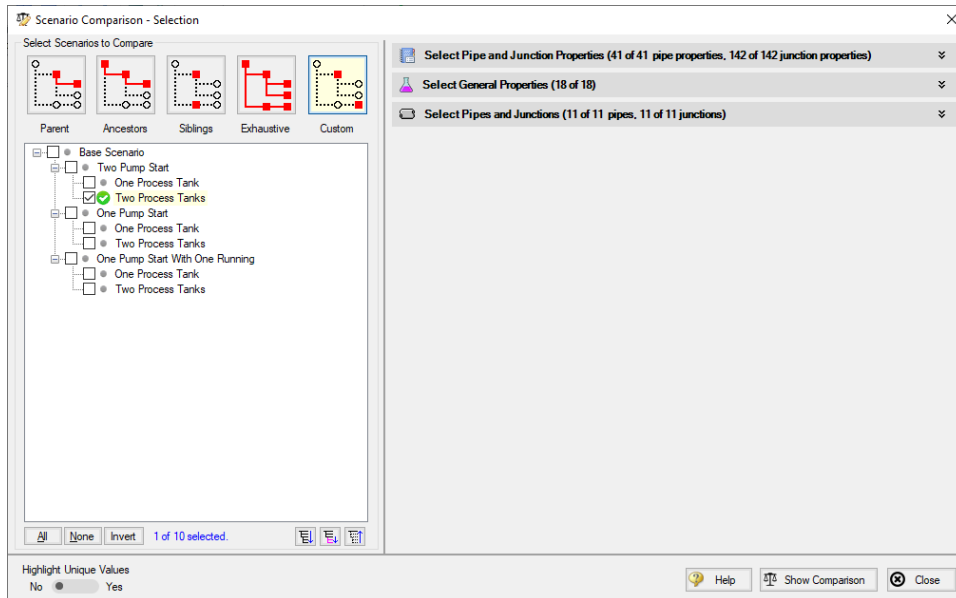 Scenario Comparison - Selection
Select Scenarios to Compare
Parent Ancestors Siblings Exhaustive Custom
Base Scenario
Two Pump Start
One Process Tank
Two Process Tanks
One Pump Start
One Process Tank
Two Process Tanks
One Pump Start With One Running
One Process Tank
Two Process Tanks
All None Invert 1 of 10 selected.
Select Pipe and Junction Properties (41 of 41 pipe properties, 142 of 142 junction properties)
Select General Properties (18 of 18)
Select Pipes and Junctions (11 of 11 pipes, 11 of 11 junctions)
Highlight Unique Values
No Yes
Help Show Comparison Close